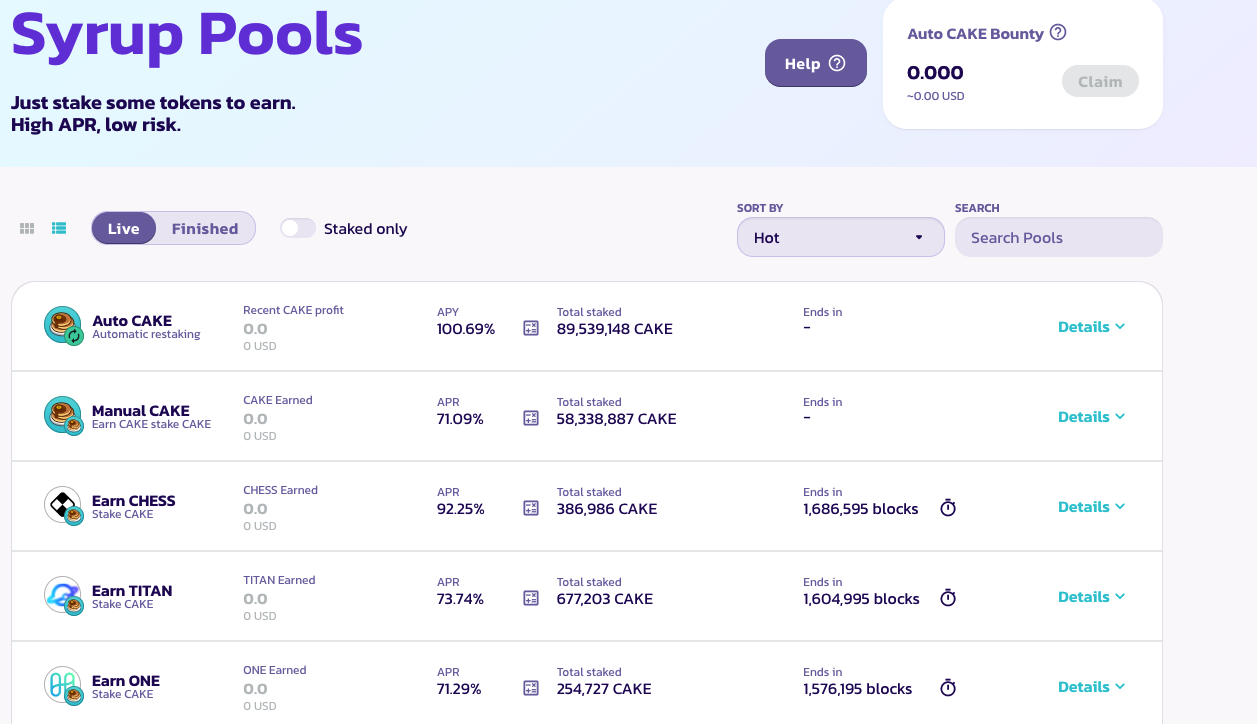 Syrup Pools
Just stake some tokens to earn.
High APR, low risk.
Help
Auto CAKE Bounty
0.000
~0.00 USD
Claim
Live
Finished
Staked only
SORT BY
Hot
SEARCH
Search Pools
Auto CAKE
Automatic restaking
Recent CAKE profit
0.0
0 USD
APY
100.69%
Total staked
89,539,148 CAKE
Ends in
-
Details
Manual CAKE
Earn CAKE stake CAKE
CAKE Earned
0.0
0 USD
APR
71.09%
Total staked
58,338,887 CAKE
Ends in
-
Details
Earn CHESS
Stake CAKE
CHESS Earned
0.0
0 USD
APR
92.25%
Total staked
386,986 CAKE
Ends in
1,686,595 blocks
Details
Earn TITAN
Stake CAKE
TITAN Earned
0.0
0 USD
APR
73.74%
Total staked
677,203 CAKE
Ends in
1,604,995 blocks
Details
Earn ONE
Stake CAKE
ONE Earned
0.0
0 USD
APR
71.29%
Total staked
254,727 CAKE
Ends in
1,576,195 blocks
Details